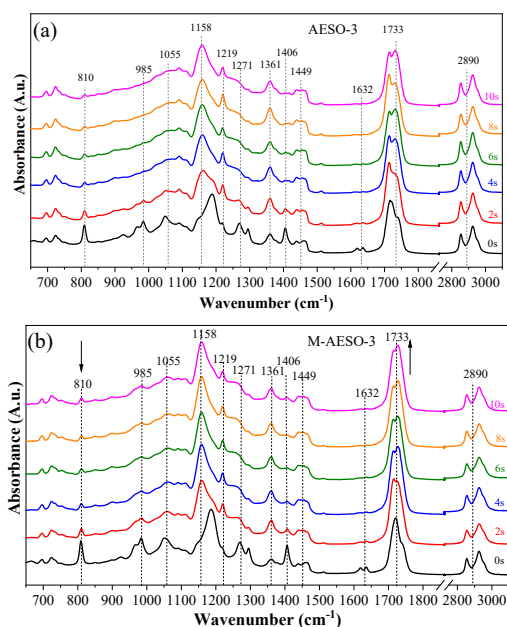 (a)
AESO-3
1158
1733
810
985
1055
1219
1271
1361
1406
1449
1632
2890
10s
8s
6s
4s
2s
0s
Absorbance (A.u.)
700 800 900 1000 1100 1200 1300 1400 1500 1600 1700 1800 2800 2900 3000
Wavenumber (cm-1)
(b)
M-AESO-3
1158
1733
810
985
1055
1219
1271
1361
1406
1449
1632
2890
10s
8s
6s
4s
2s
0s
Absorbance (A.u.)
700 800 900 1000 1100 1200 1300 1400 1500 1600 1700 1800 2800 2900 3000
Wavenumber (cm-1)